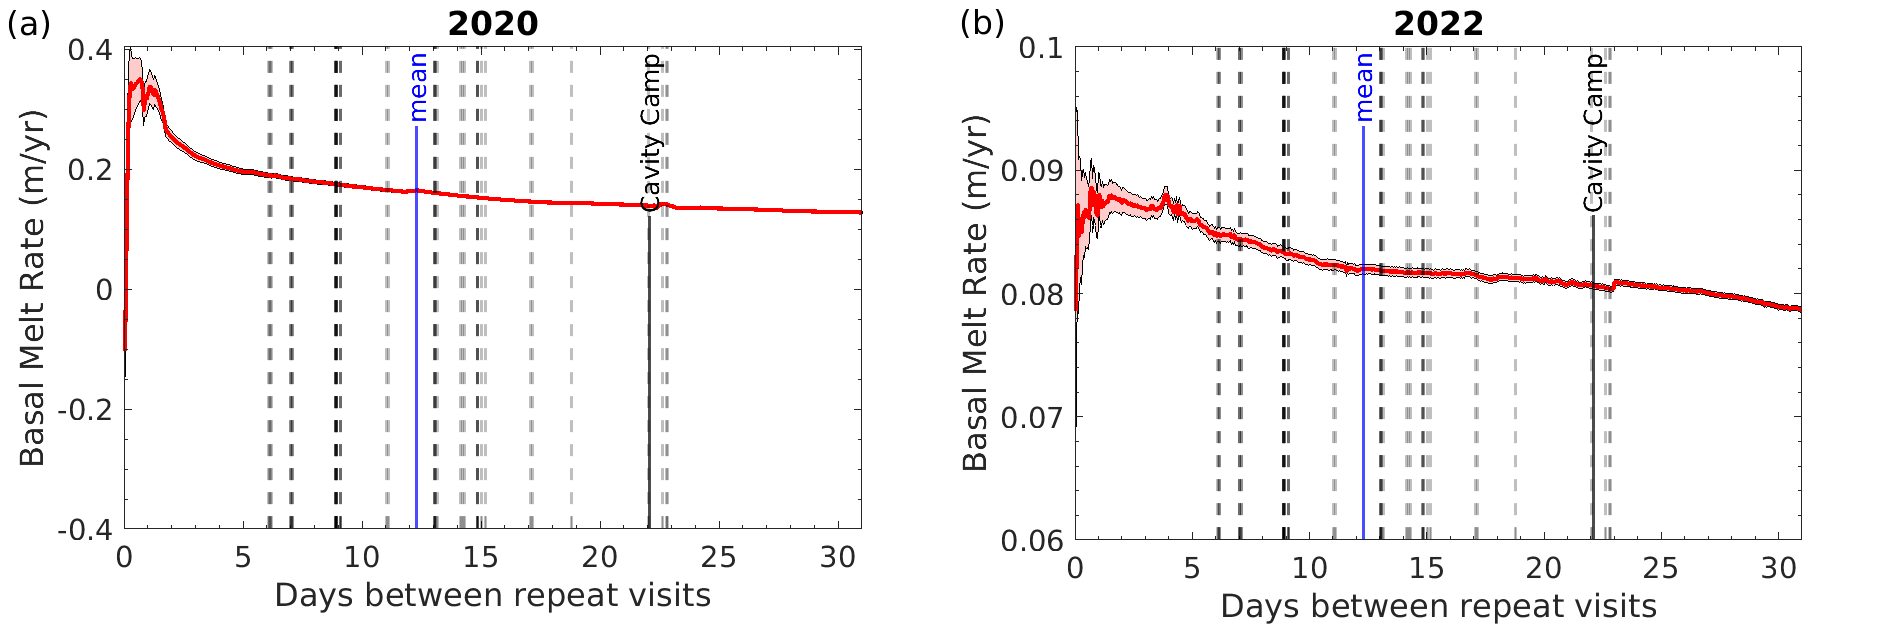 (a)
2020
0.4
0.2
0
-0.2
-0.4
Basal Melt Rate (m/yr)
mean
Cavity Camp
0 5 10 15 20 25 30
Days between repeat visits
(b)
2022
0.1
0.09
0.08
0.07
0.06
Basal Melt Rate (m/yr)
mean
Cavity Camp
0 5 10 15 20 25 30
Days between repeat visits